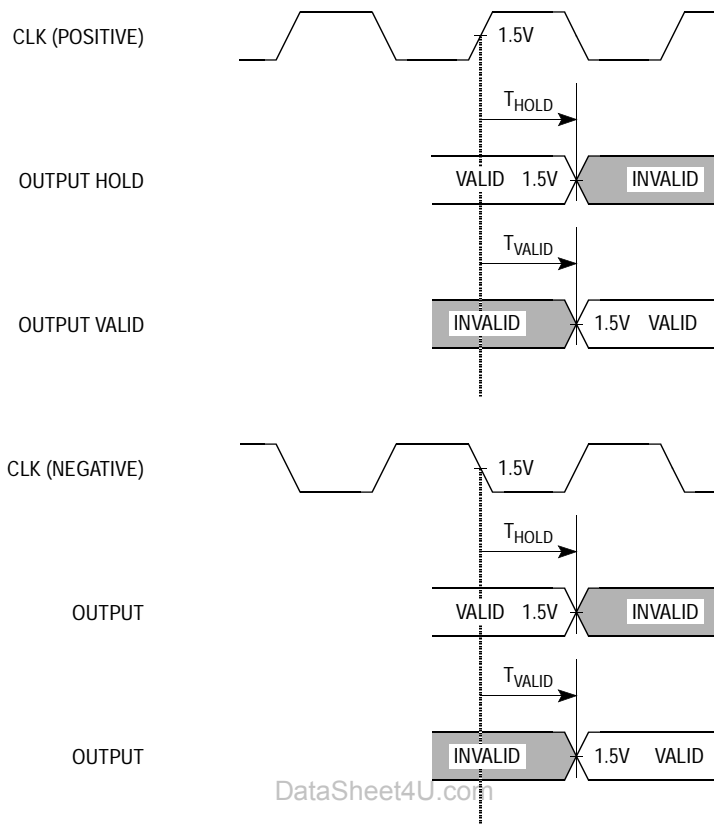 CLK (POSITIVE) 1.5V
THOLD
OUTPUT HOLD VALID 1.5V INVALID
TVALID
OUTPUT VALID INVALID 1.5V VALID
CLK (NEGATIVE) 1.5V
THOLD
OUTPUT VALID 1.5V INVALID
TVALID
OUTPUT INVALID 1.5V VALID
DataSheet4U.com